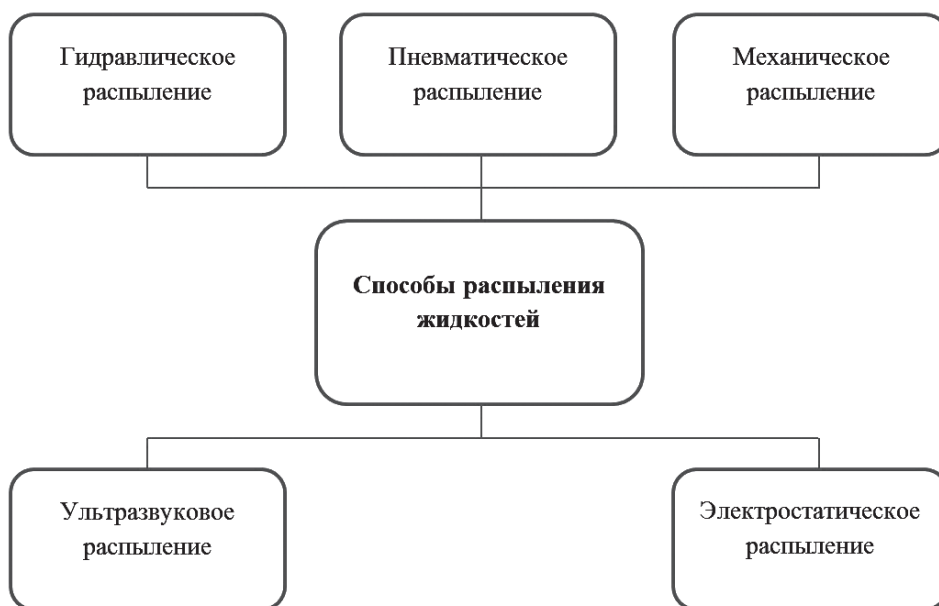 Гидравлическое
распыление
Пневматическое
распыление
Механическое
распыление
Способы распыления
жидкостей
Ультразвуковое
распыление
Электростатическое
распыление